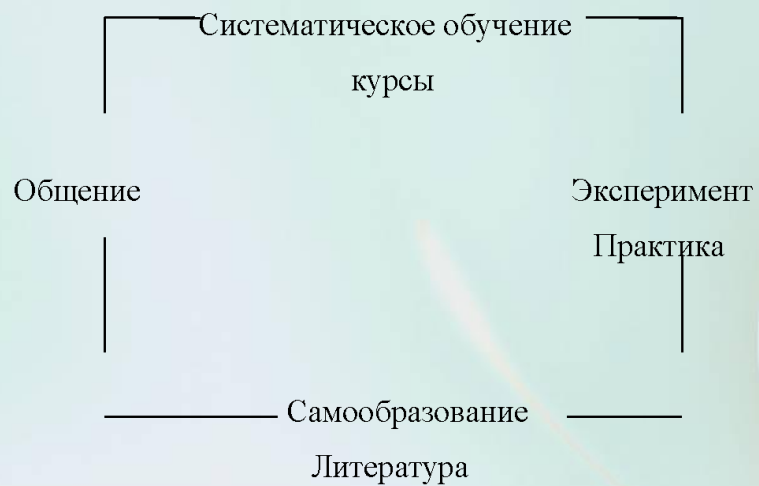 Систематическое обучение
курсы
Общение
Эксперимент
Практика
Самообразование
Литература